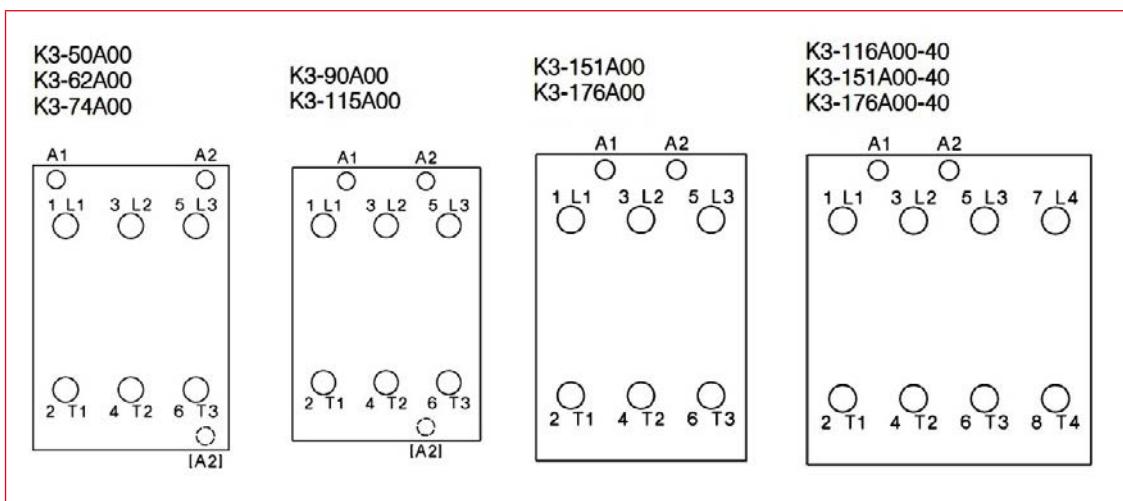 K3-50A00
K3-62A00
K3-74A00
A1 A2
1 L1 3 L2 5 L3
2 T1 4 T2 6 T3
[A2]
K3-90A00
K3-115A00
A1 A2
1 L1 3 L2 5 L3
2 T1 4 T2 6 T3
[A2]
K3-151A00
K3-176A00
A1 A2
1 L1 3 L2 5 L3
2 T1 4 T2 6 T3
K3-116A00-40
K3-151A00-40
K3-176A00-40
A1 A2
1 L1 3 L2 5 L3 7 L4
2 T1 4 T2 6 T3 8 T4